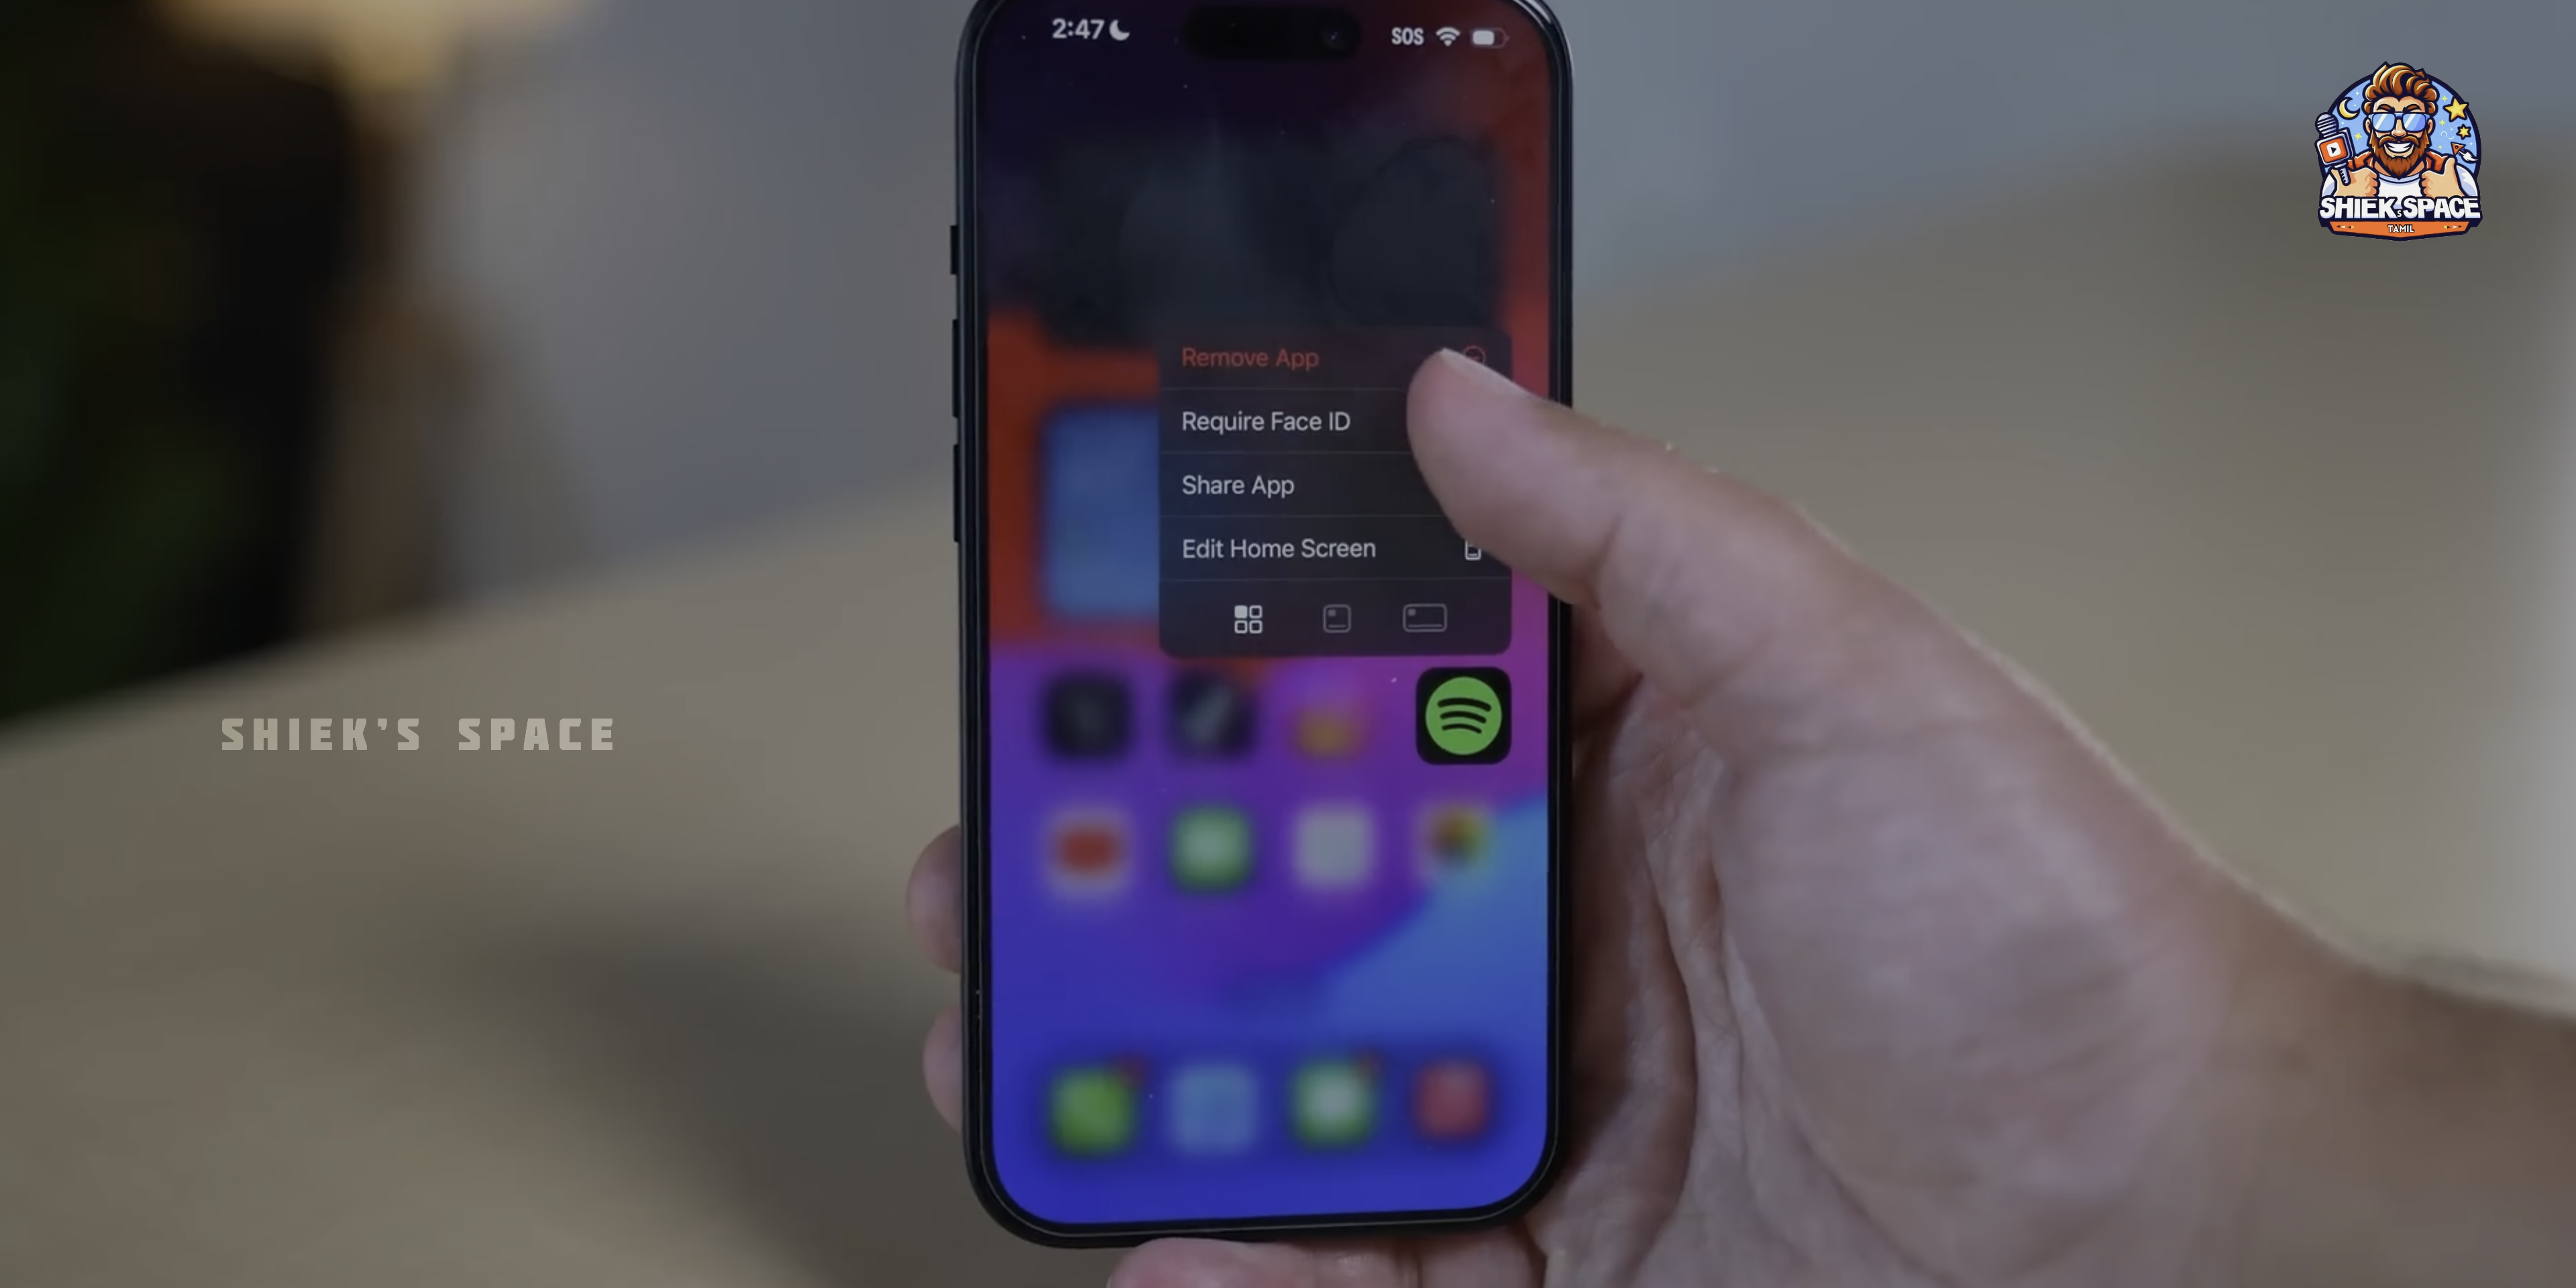 2:47
SOS
SHIEK'S SPACE
TAMIL
Remove App
Require Face ID
Share App
Edit Home Screen
SHIEK'S SPACE